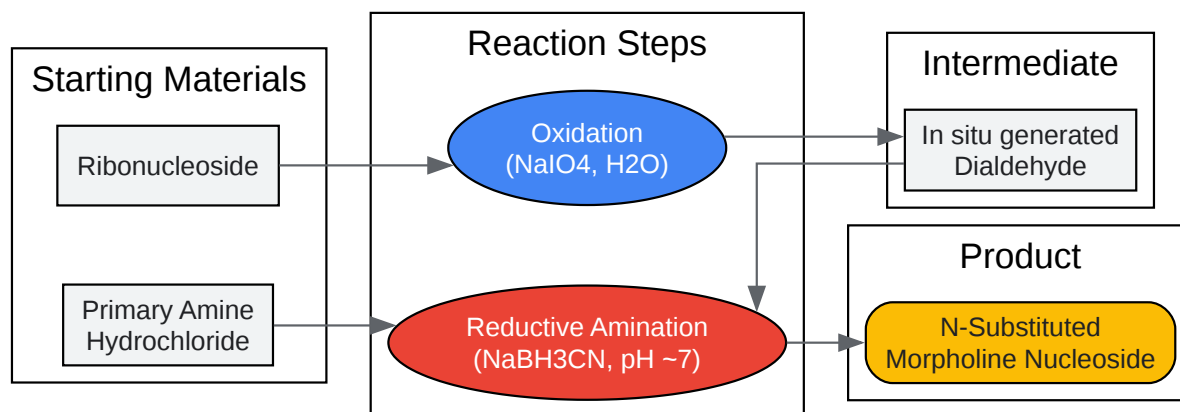 Starting Materials
Ribonucleoside
Primary Amine
Hydrochloride
Reaction Steps
Oxidation
(NaIO4, H2O)
Reductive Amination
(NaBH3CN, pH ~7)
Intermediate
In situ generated
Dialdehyde
Product
N-Substituted
Morpholine Nucleoside